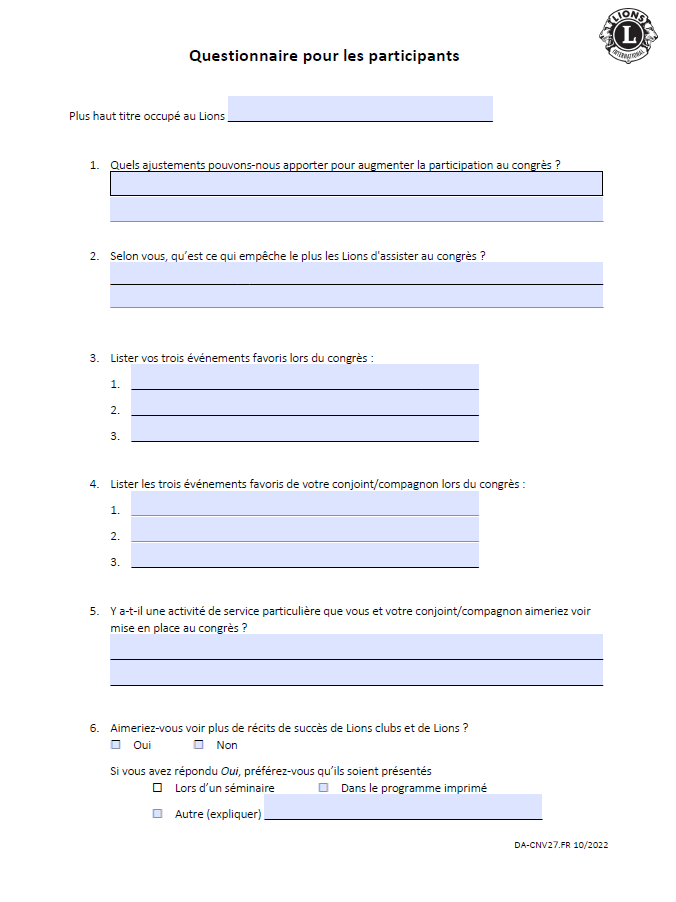 LIONS
L
INTERNATIONAL
Questionnaire pour les participants
Plus haut titre occupé au Lions
1. Quels ajustements pouvons-nous apporter pour augmenter la participation au congrès ?
2. Selon vous, qu’est ce qui empêche le plus les Lions d'assister au congrès ?
3. Lister vos trois événements favoris lors du congrès :
1.
2.
3.
4. Lister les trois événements favoris de votre conjoint/compagnon lors du congrès :
1.
2.
3.
5. Y a-t-il une activité de service particulière que vous et votre conjoint/compagnon aimeriez voir
mise en place au congrès ?
6. Aimeriez-vous voir plus de récits de succès de Lions clubs et de Lions ?
Oui Non
Si vous avez répondu Oui, préférez-vous qu’ils soient présentés
Lors d’un séminaire Dans le programme imprimé
Autre (expliquer)
DA-CNV27.FR 10/2022